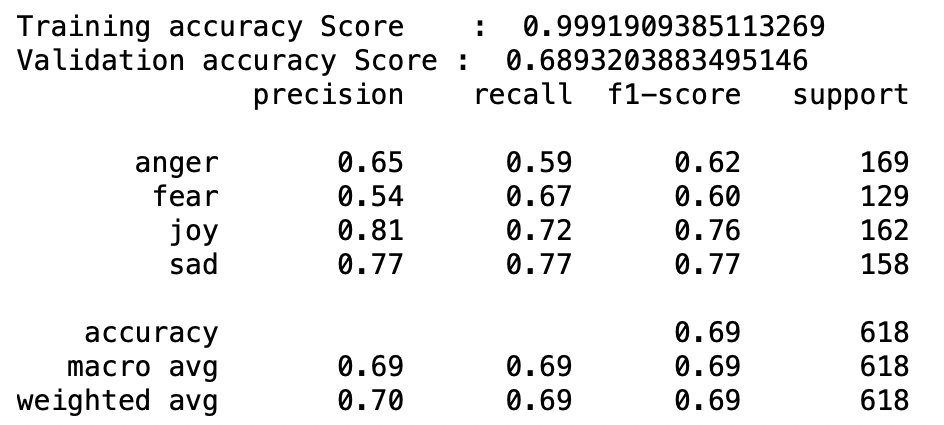 Training accuracy Score    :  0.9991909385113269
Validation accuracy Score :  0.6893203883495146
              precision    recall  f1-score   support

       anger       0.65      0.59      0.62       169
        fear       0.54      0.67      0.60       129
         joy       0.81      0.72      0.76       162
         sad       0.77      0.77      0.77       158

    accuracy                           0.69       618
   macro avg       0.69      0.69      0.69       618
weighted avg       0.70      0.69      0.69       618